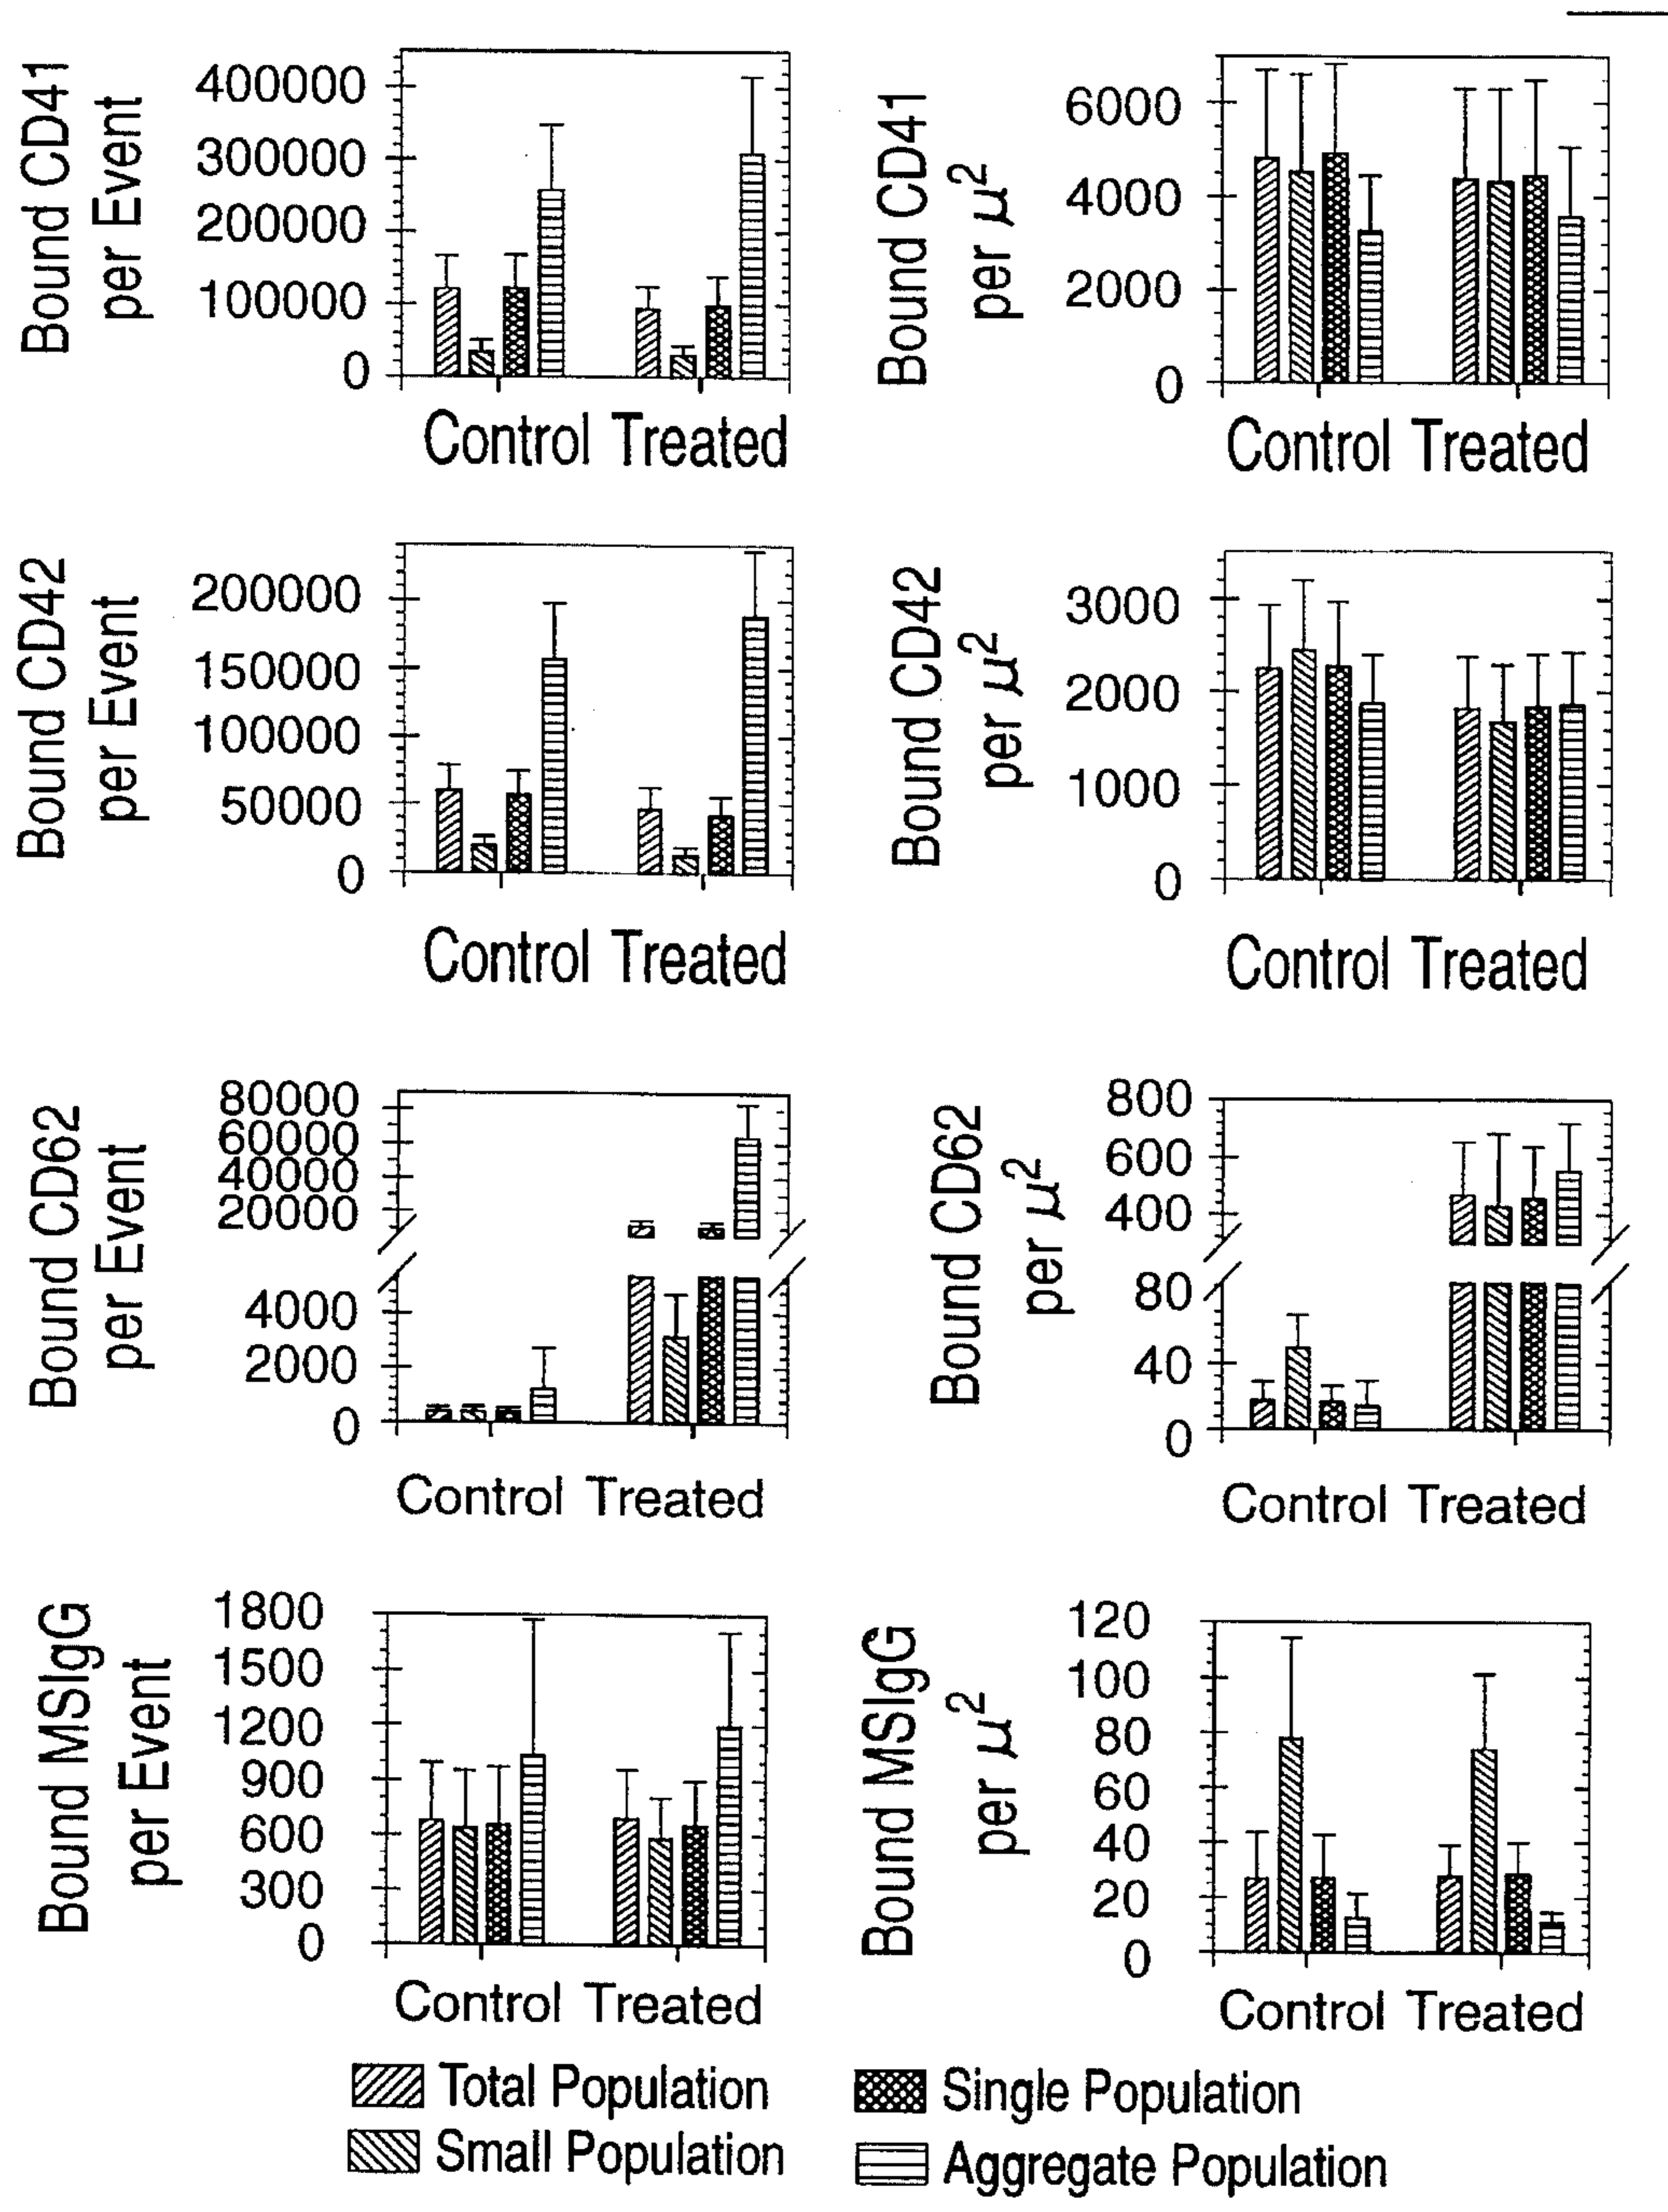 Bound CD41
per Event
400000
300000
200000
100000
0
Control Treated
Bound CD41
per μ²
6000
4000
2000
0
Control Treated
Bound CD42
per Event
200000
150000
100000
50000
0
Control Treated
Bound CD42
per μ²
3000
2000
1000
0
Control Treated
Bound CD62
per Event
80000
60000
40000
20000
4000
2000
0
Control Treated
Bound CD62
per μ²
800
600
400
80
40
0
Control Treated
Bound MSIgG
per Event
1800
1500
1200
900
600
300
0
Control Treated
Bound MSIgG
per μ²
120
100
80
60
40
20
0
Control Treated
Total Population
Single Population
Small Population
Aggregate Population